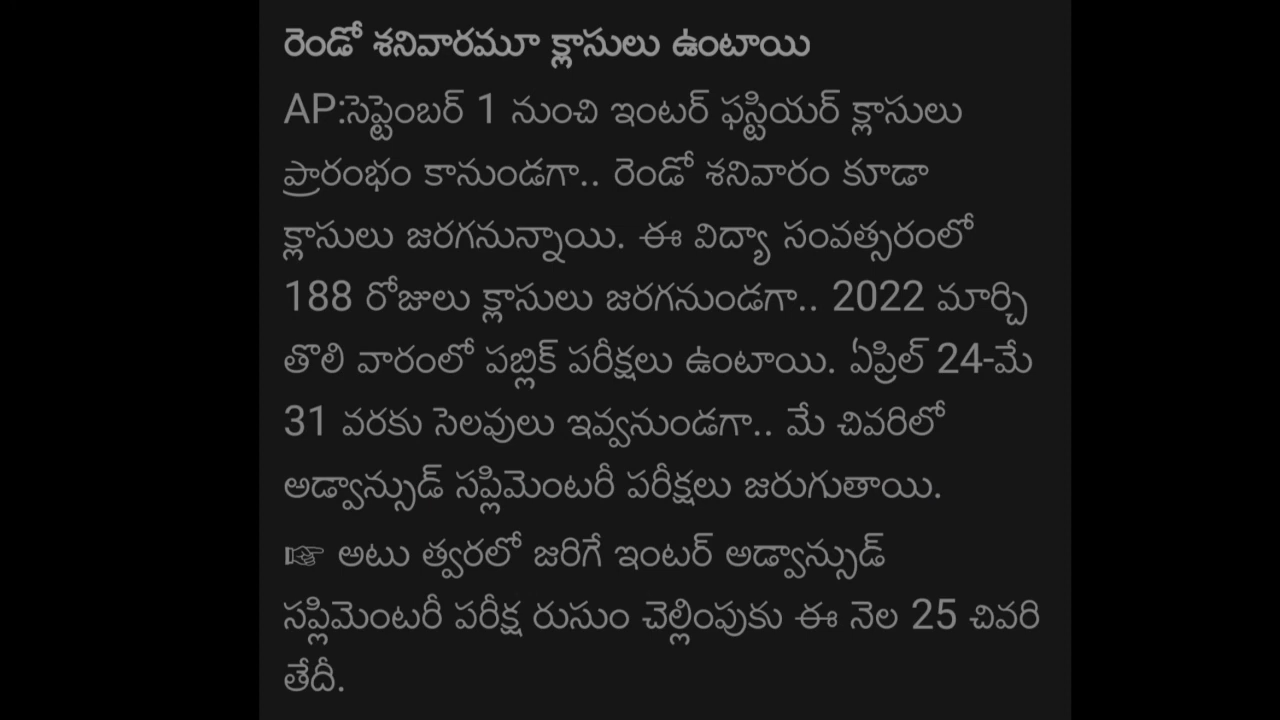 రెండో శనివారమూ క్లాసులు ఉంటాయి
AP:సెప్టెంబర్ 1 నుంచి ఇంటర్ ఫస్టియర్ క్లాసులు
ప్రారంభం కానుండగా.. రెండో శనివారం కూడా
క్లాసులు జరగనున్నాయి. ఈ విద్యా సంవత్సరంలో
188 రోజులు క్లాసులు జరగనుండగా.. 2022 మార్చి
తొలి వారంలో పబ్లిక్ పరీక్షలు ఉంటాయి. ఏప్రిల్ 24-మే
31 వరకు సెలవులు ఇవ్వనుండగా.. మే చివరిలో
అడ్వాన్సుడ్ సప్లిమెంటరీ పరీక్షలు జరుగుతాయి.
☞ అటు త్వరలో జరిగే ఇంటర్ అడ్వాన్సుడ్
సప్లిమెంటరీ పరీక్ష రుసుం చెల్లింపుకు ఈ నెల 25 చివరి
తేదీ.